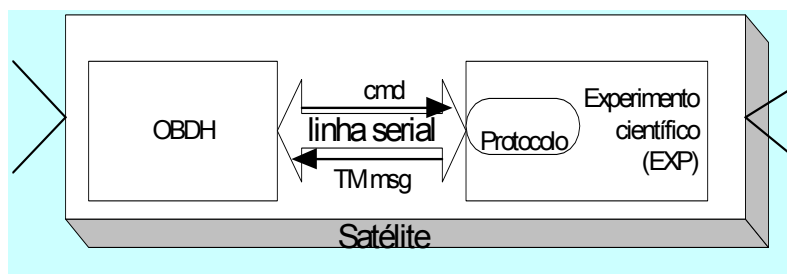 OBDH
cmd
linha serial
TM msg
Protocolo
Experimento
científico
(EXP)
Satélite